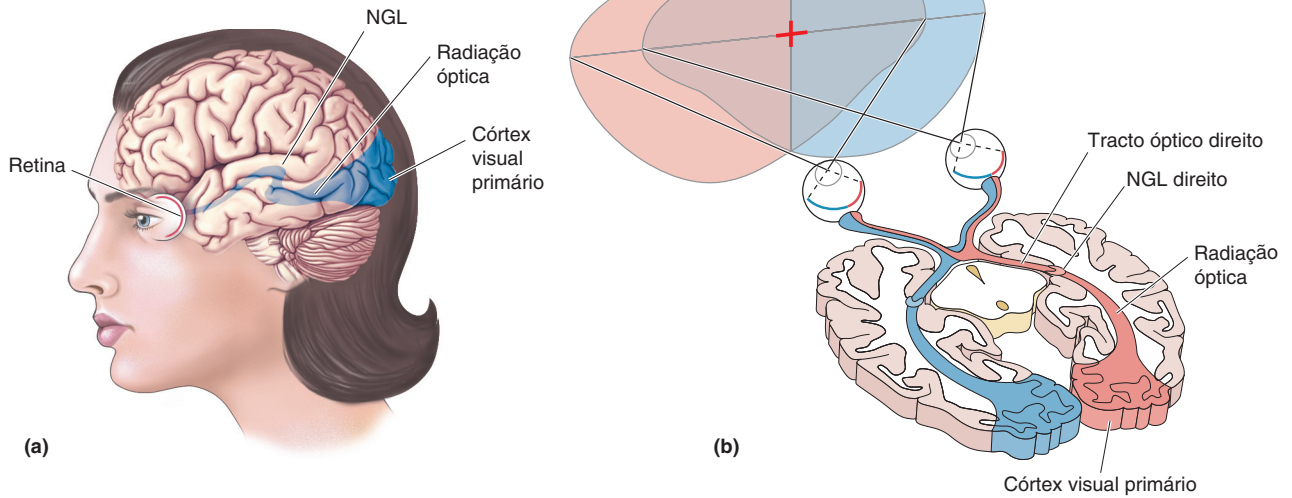 NGL
Radiação
óptica
Córtex
visual
primário
Retina
(a)
Tracto óptico direito
NGL direito
Radiação
óptica
(b)
Córtex visual primário